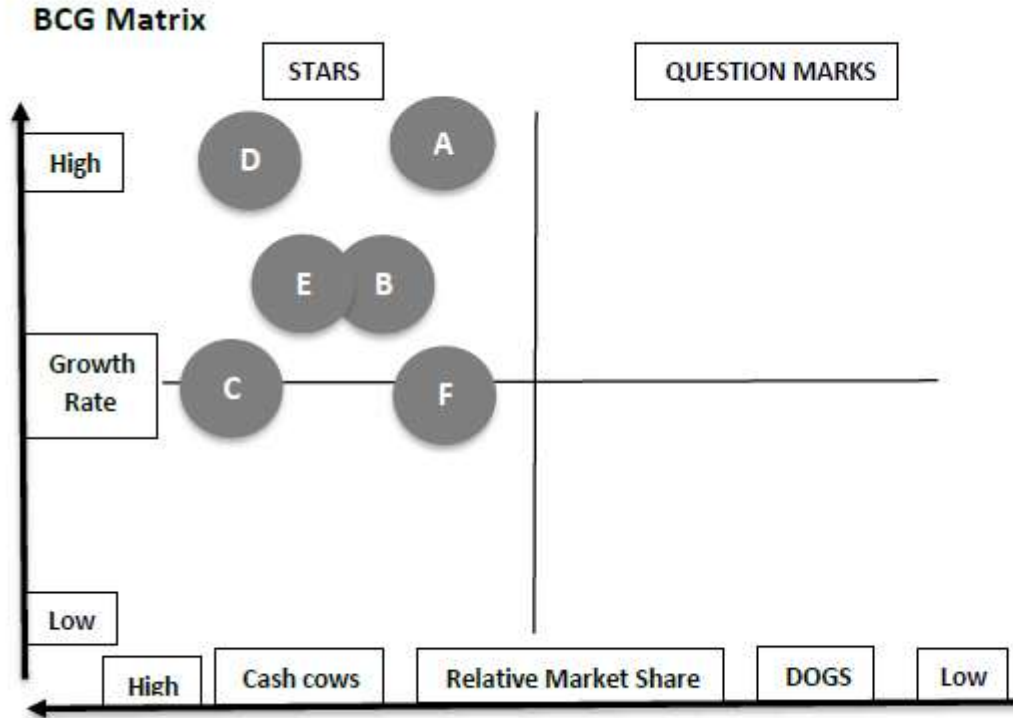 BCG Matrix
STARS
QUESTION MARKS
High
D
A
E
B
Growth
Rate
C
F
Low
High
Cash cows
Relative Market Share
DOGS
Low